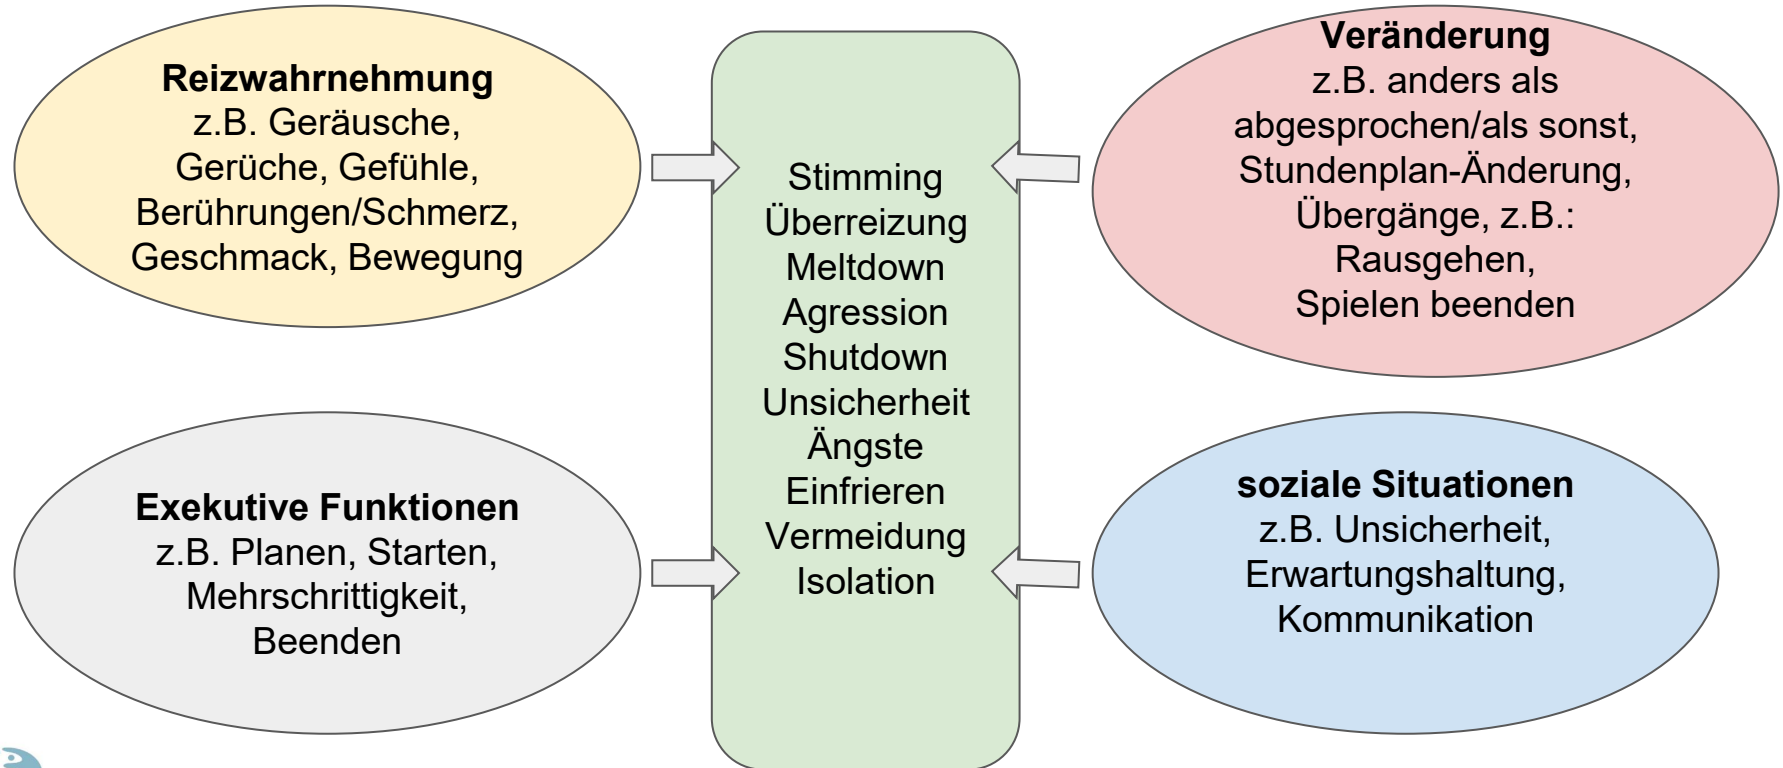 Reizwahrnehmung
z.B. Geräusche,
Gerüche, Gefühle,
Berührungen/Schmerz,
Geschmack, Bewegung
Exekutive Funktionen
z.B. Planen, Starten,
Mehrschrittigkeit,
Beenden
Stimming
Überreizung
Meltdown
Agression
Shutdown
Unsicherheit
Ängste
Einfrieren
Vermeidung
Isolation
Veränderung
z.B. anders als
abgesprochen/als sonst,
Stundenplan-Änderung,
Übergänge, z.B.:
Rausgehen,
Spielen beenden
soziale Situationen
z.B. Unsicherheit,
Erwartungshaltung,
Kommunikation